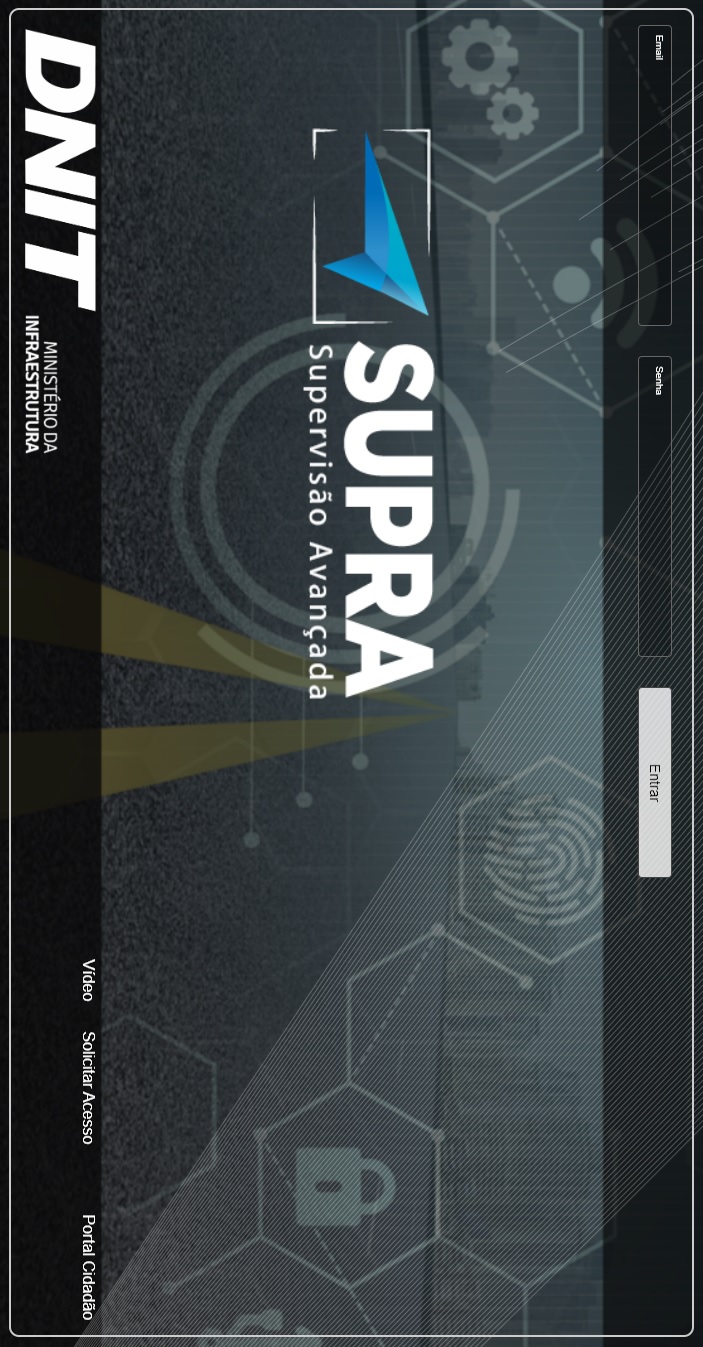 Email
Senha
Entrar
SUPRA
Supervisão Avançada
DNIT
MINISTÉRIO DA
INFRAESTRUTURA
Vídeo
Solicitar Acesso
Portal Cidadão